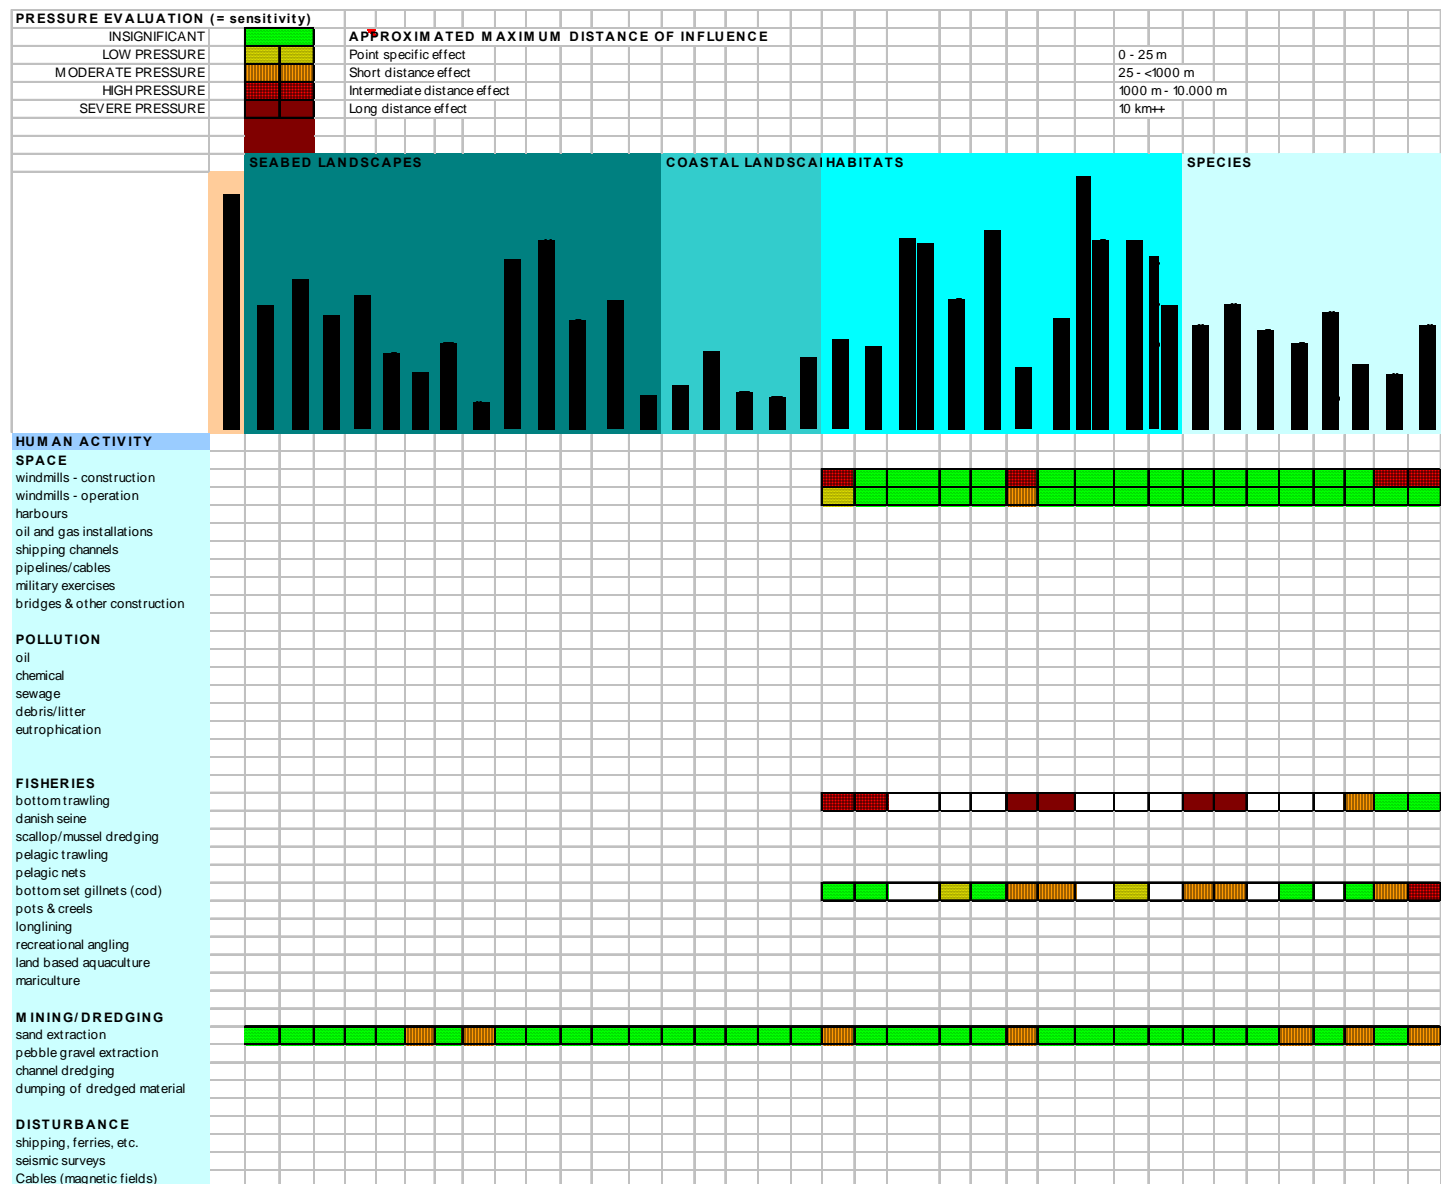 PRESSURE EVALUATION (= sensitivity)
INSIGNIFICANT APPROXIMATED MAXIMUM DISTANCE OF INFLUENCE
LOW PRESSURE Point specific effect 0 - 25 m
MODERATE PRESSURE Short distance effect 25 - <1000 m
HIGH PRESSURE Intermediate distance effect 1000 m - 10.000 m
SEVERE PRESSURE Long distance effect 10 km++
SEABED LANDSCAPES COASTAL LANDSCA HABITATS SPECIES
HUMAN ACTIVITY
SPACE
windmills - construction
windmills - operation
harbours
oil and gas installations
shipping channels
pipelines/cables
military exercises
bridges & other construction
POLLUTION
oil
chemical
sewage
debris/litter
eutrophication
FISHERIES
bottom trawling
danish seine
scallop/mussel dredging
pelagic trawling
pelagic nets
bottom set gillnets (cod)
pots & creels
longlining
recreational angling
land based aquaculture
mariculture
MINING/DREDGING
sand extraction
pebble gravel extraction
channel dredging
dumping of dredged material
DISTURBANCE
shipping, ferries, etc.
seismic surveys
Cables (magnetic fields)